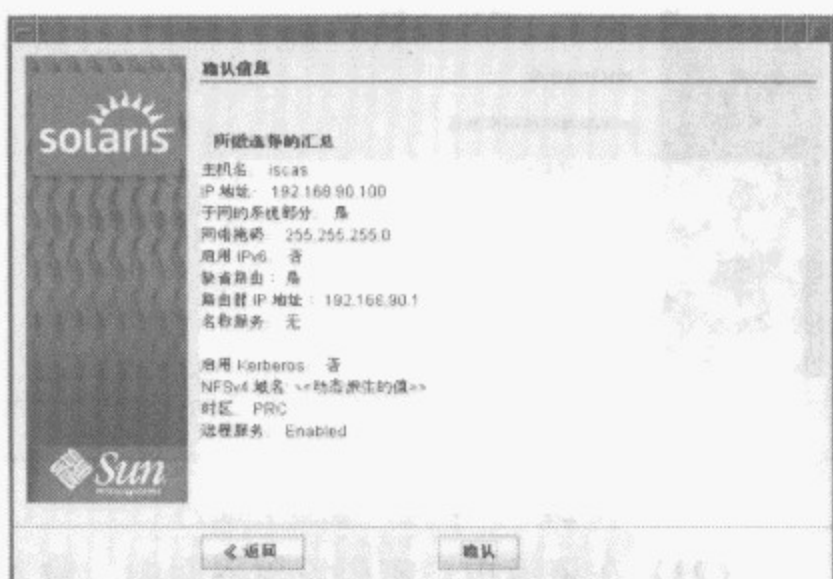 确认信息
solaris
所做选择的汇总
主机名: iscas
IP 地址: 192.168.90.100
子网的系统部分: 是
网络掩码: 255.255.255.0
启用 IPv6: 否
缺省路由: 是
路由器 IP 地址: 192.168.90.1
名称服务: 无
启用 Kerberos: 否
NFSv4 域名: <<动态派生的值>>
时区: PRC
远程服务: Enabled
Sun
microsystems
返回
确认